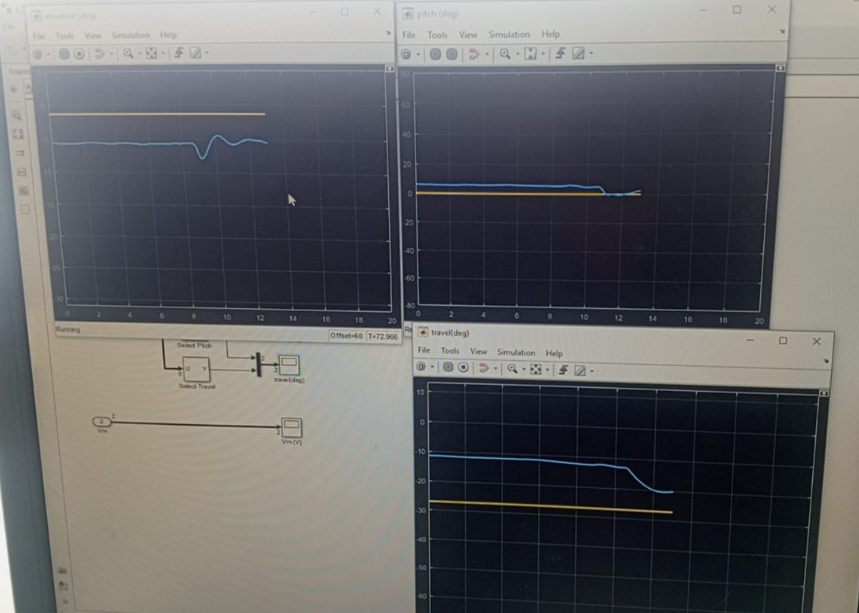 elevation (deg)
File Tools View Simulation Help
0 2 4 6 8 10 12 14 16 18 20
Running
Offset=60 T=72.966
pitch (deg)
File Tools View Simulation Help
60
40
20
0
-20
-40
-60
-80
0 2 4 6 8 10 12 14 16 18 20
Select Pitch
U Y
Select Travel
2
travel(deg)
2
Vm
2
Vm (V)
travel(deg)
File Tools View Simulation Help
10
0
-10
-20
-30
-40
-50
-60